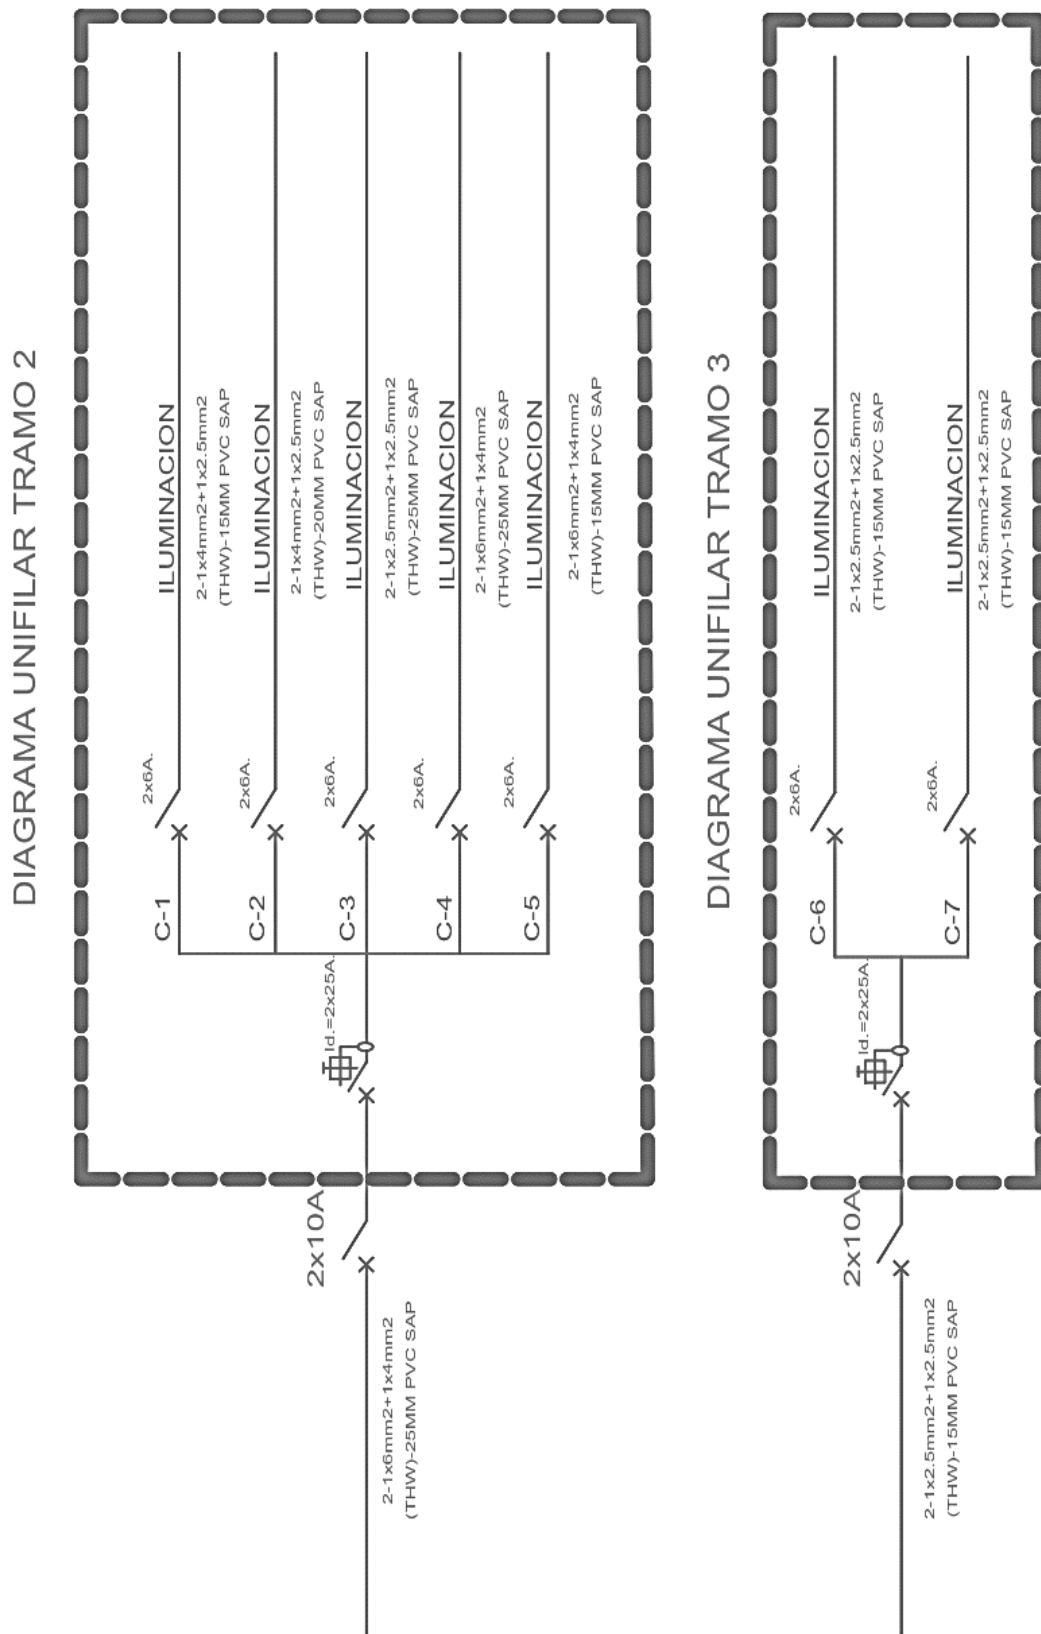 DIAGRAMA UNIFILAR TRAMO 2
2-1x6mm2+1x4mm2
(THW)-25MM PVC SAP
2x10A
Id.=2x25A.
C-1
2x6A.
ILUMINACION
2-1x4mm2+1x2.5mm2
(THW)-15MM PVC SAP
C-2
2x6A.
ILUMINACION
2-1x4mm2+1x2.5mm2
(THW)-20MM PVC SAP
C-3
2x6A.
ILUMINACION
2-1x2.5mm2+1x2.5mm2
(THW)-25MM PVC SAP
C-4
2x6A.
ILUMINACION
2-1x6mm2+1x4mm2
(THW)-25MM PVC SAP
C-5
2x6A.
ILUMINACION
2-1x6mm2+1x4mm2
(THW)-15MM PVC SAP
DIAGRAMA UNIFILAR TRAMO 3
2-1x2.5mm2+1x2.5mm2
(THW)-15MM PVC SAP
2x10A
Id.=2x25A.
C-6
2x6A.
ILUMINACION
2-1x2.5mm2+1x2.5mm2
(THW)-15MM PVC SAP
C-7
2x6A.
ILUMINACION
2-1x2.5mm2+1x2.5mm2
(THW)-15MM PVC SAP